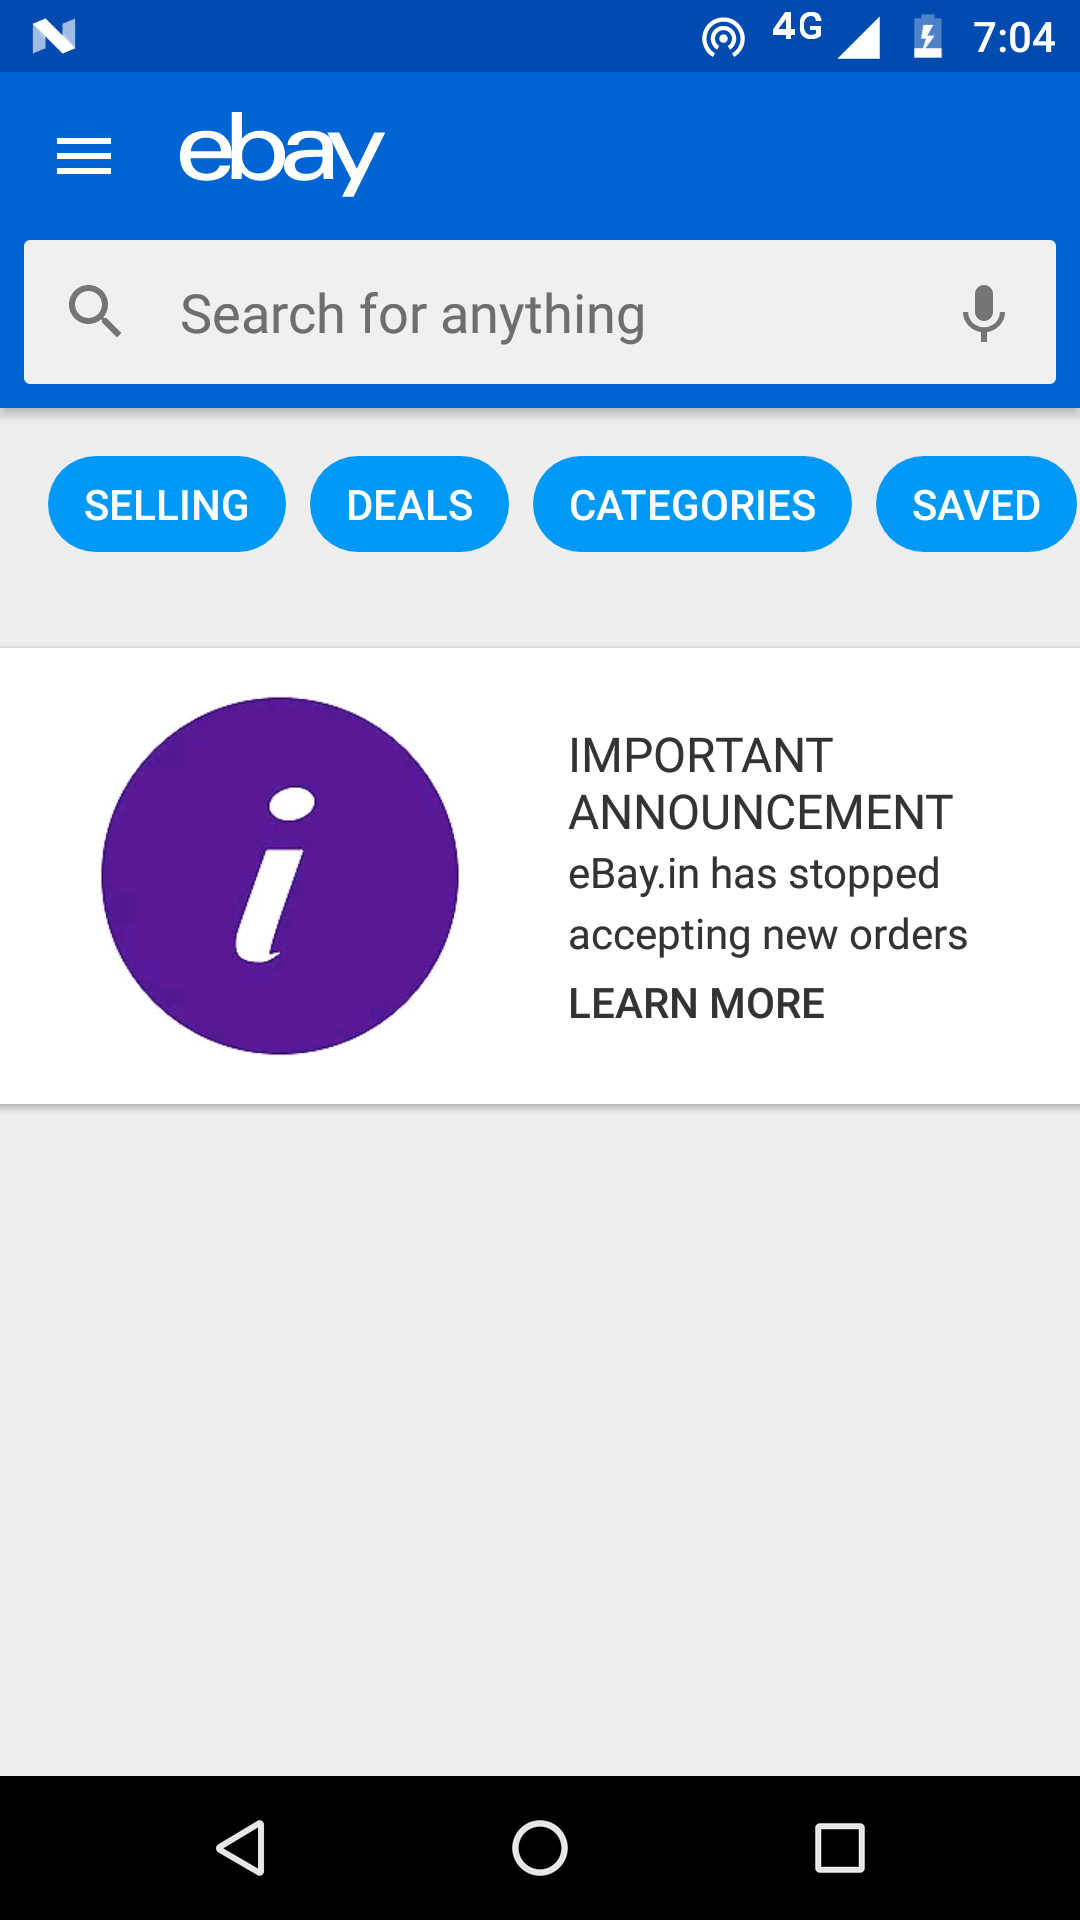 4G 7:04
ebay
Search for anything
SELLING DEALS CATEGORIES SAVED
i
IMPORTANT
ANNOUNCEMENT
eBay.in has stopped
accepting new orders
LEARN MORE